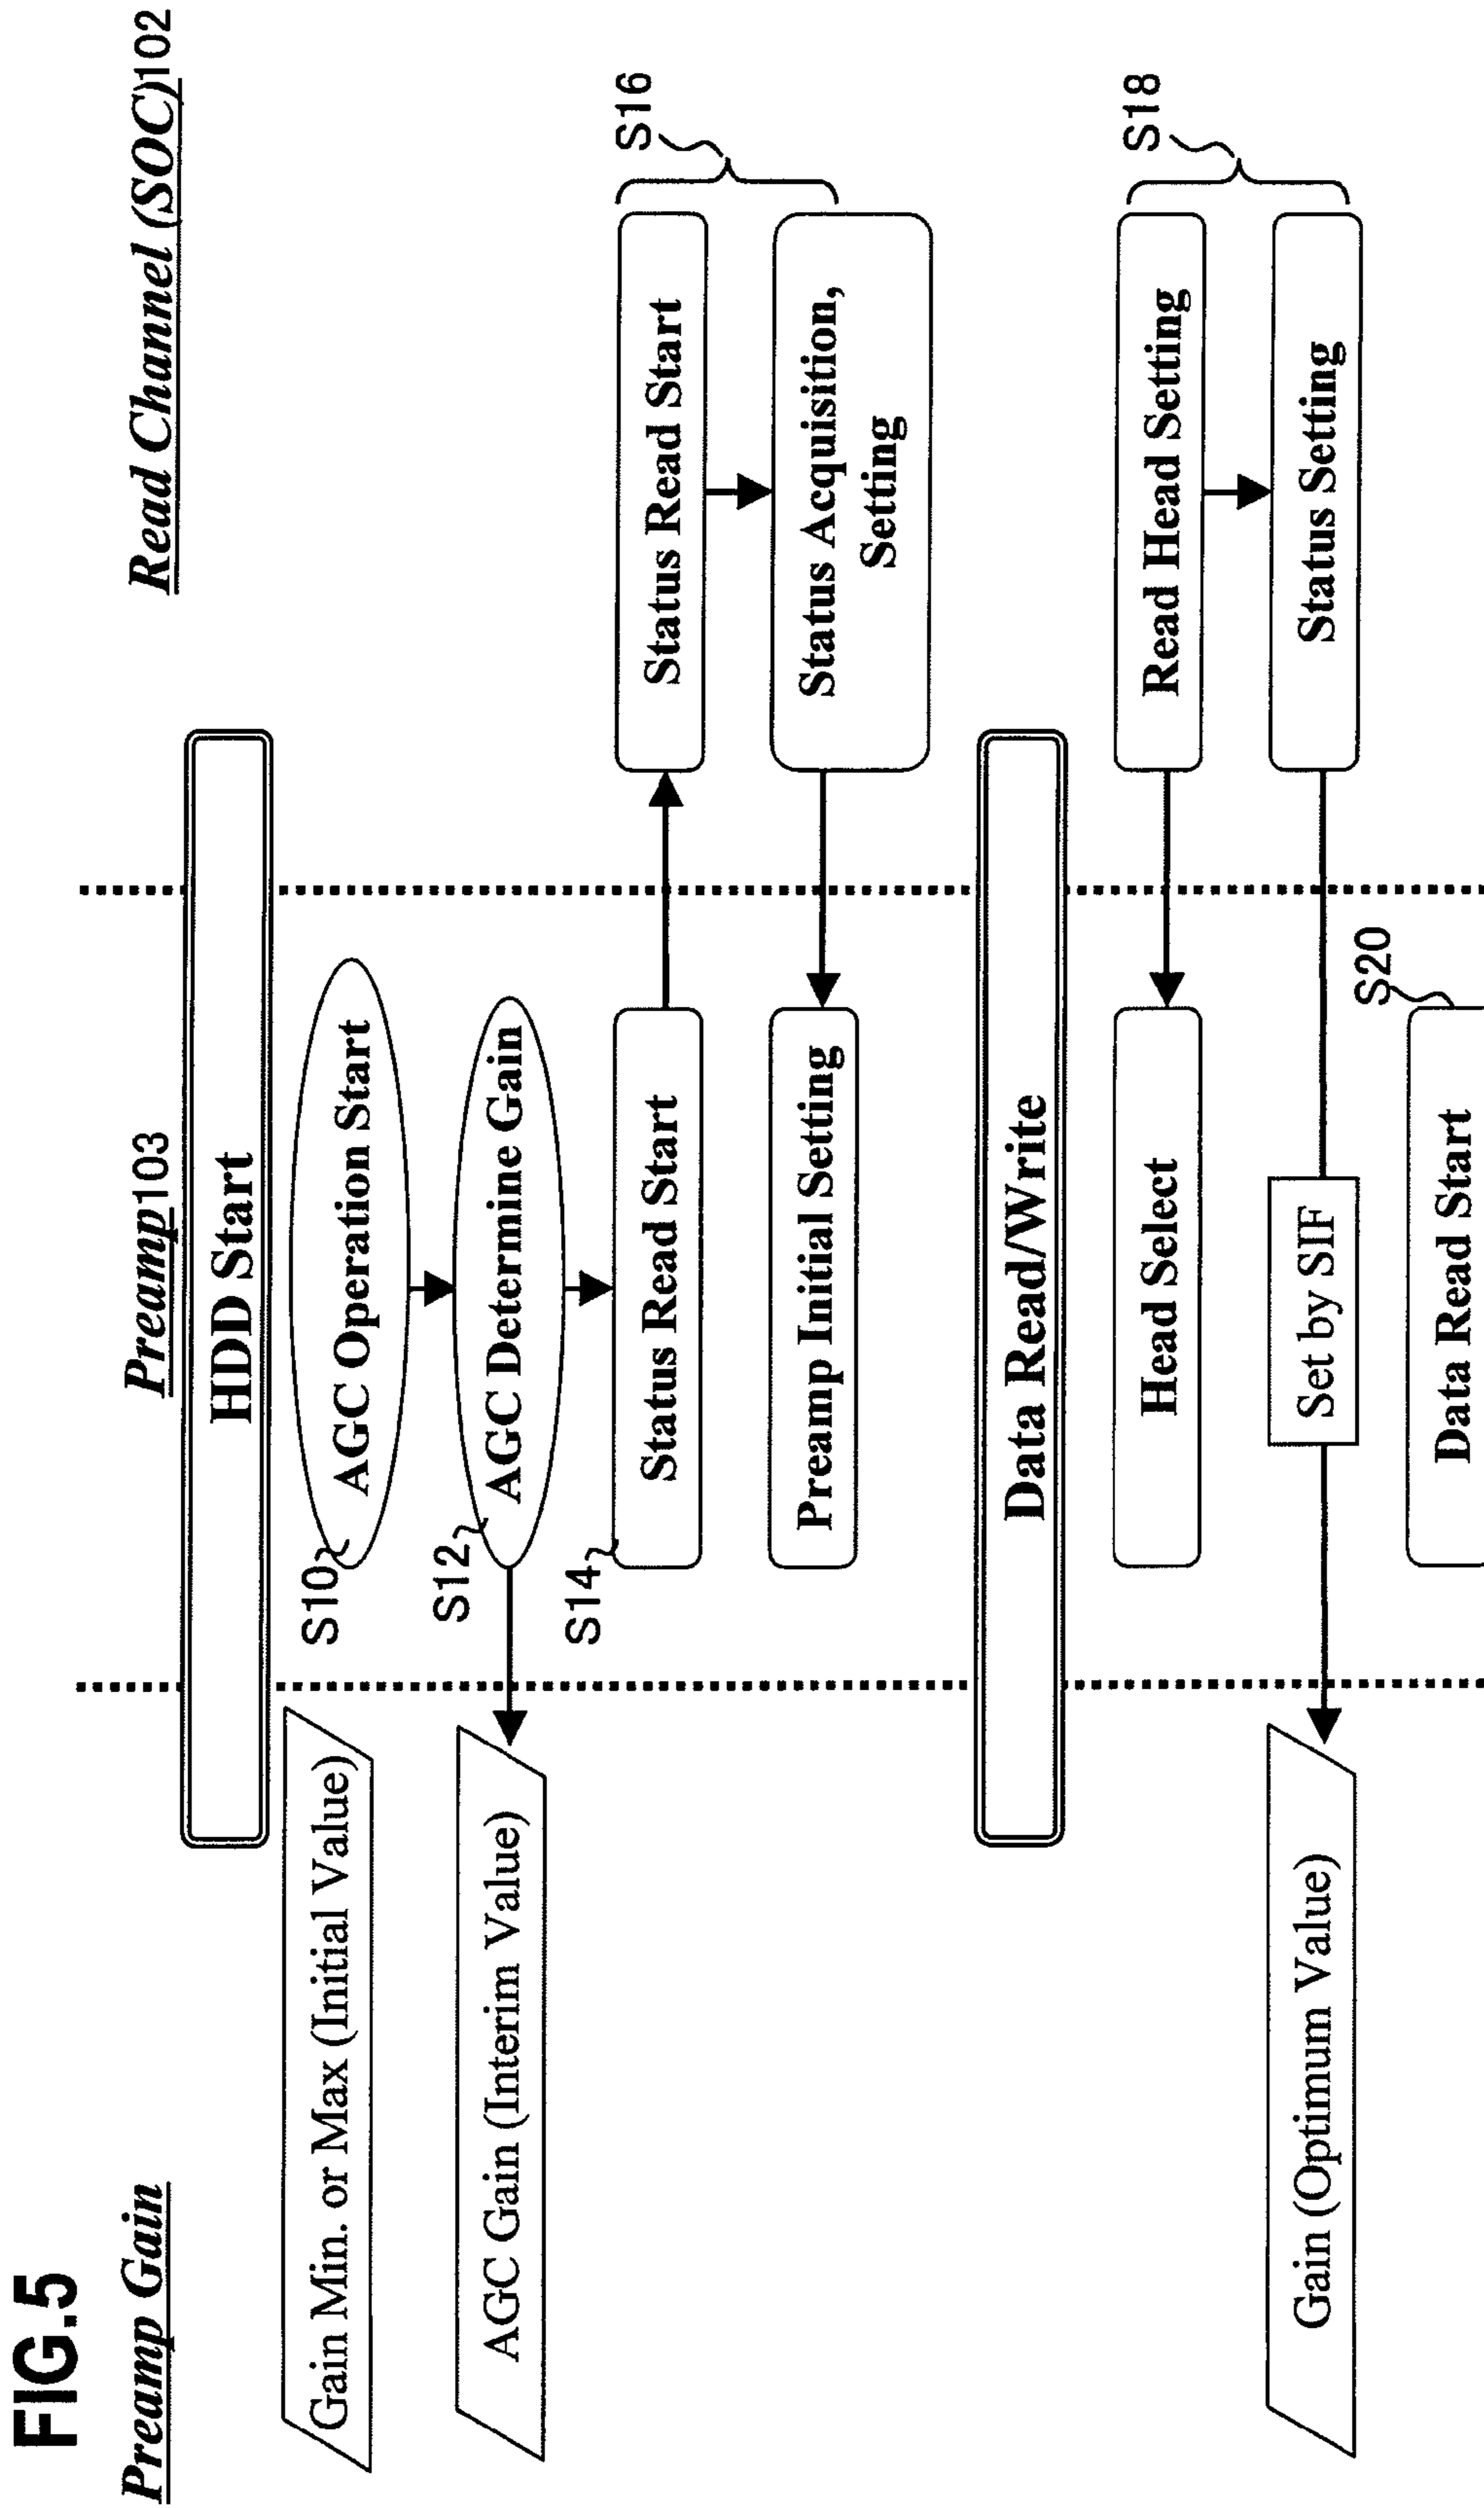 FIG.5
Preamp Gain
Preamp103
Read Channel (SOC)102
HDD Start
Gain Min. or Max (Initial Value)
S10
AGC Operation Start
AGC Gain (Interim Value)
S12
AGC Determine Gain
S14
Status Read Start
Status Read Start
S16
Preamp Initial Setting
Status Acquisition,
Setting
Data Read/Write
Head Select
Read Head Setting
S18
Gain (Optimum Value)
Set by SIF
Status Setting
S20
Data Read Start